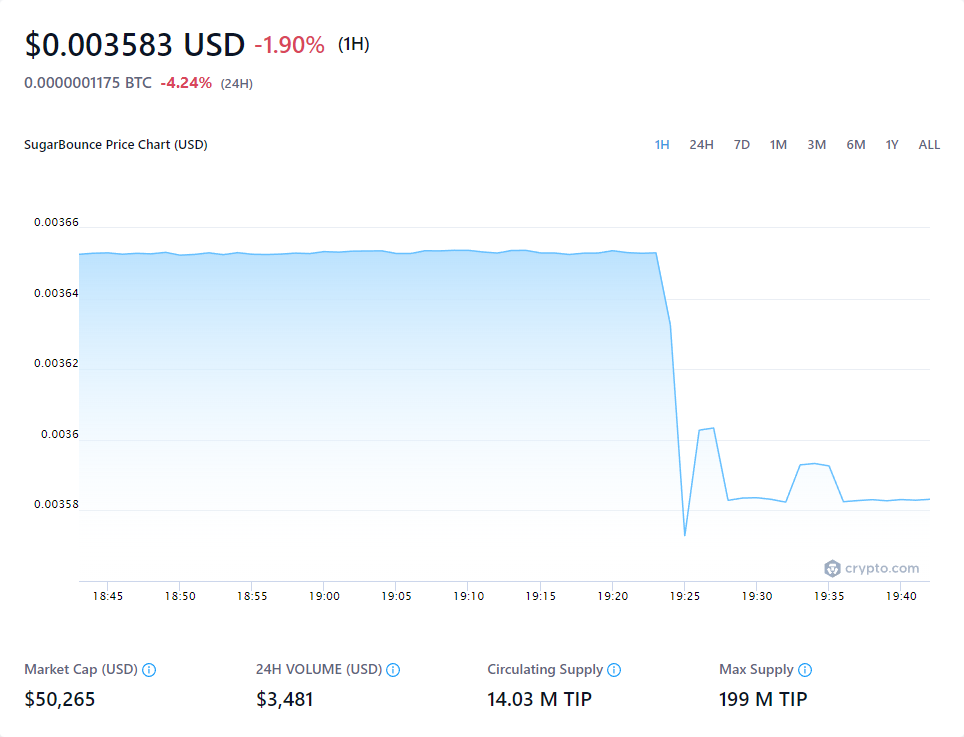 $0.003583 USD -1.90% (1H)
0.0000001175 BTC -4.24% (24H)
SugarBounce Price Chart (USD) 1H 24H 7D 1M 3M 6M 1Y ALL
0.00366
0.00364
0.00362
0.0036
0.00358
crypto.com
18:45 18:50 18:55 19:00 19:05 19:10 19:15 19:20 19:25 19:30 19:35 19:40
Market Cap (USD) 24H VOLUME (USD) Circulating Supply Max Supply
$50,265 $3,481 14.03 M TIP 199 M TIP